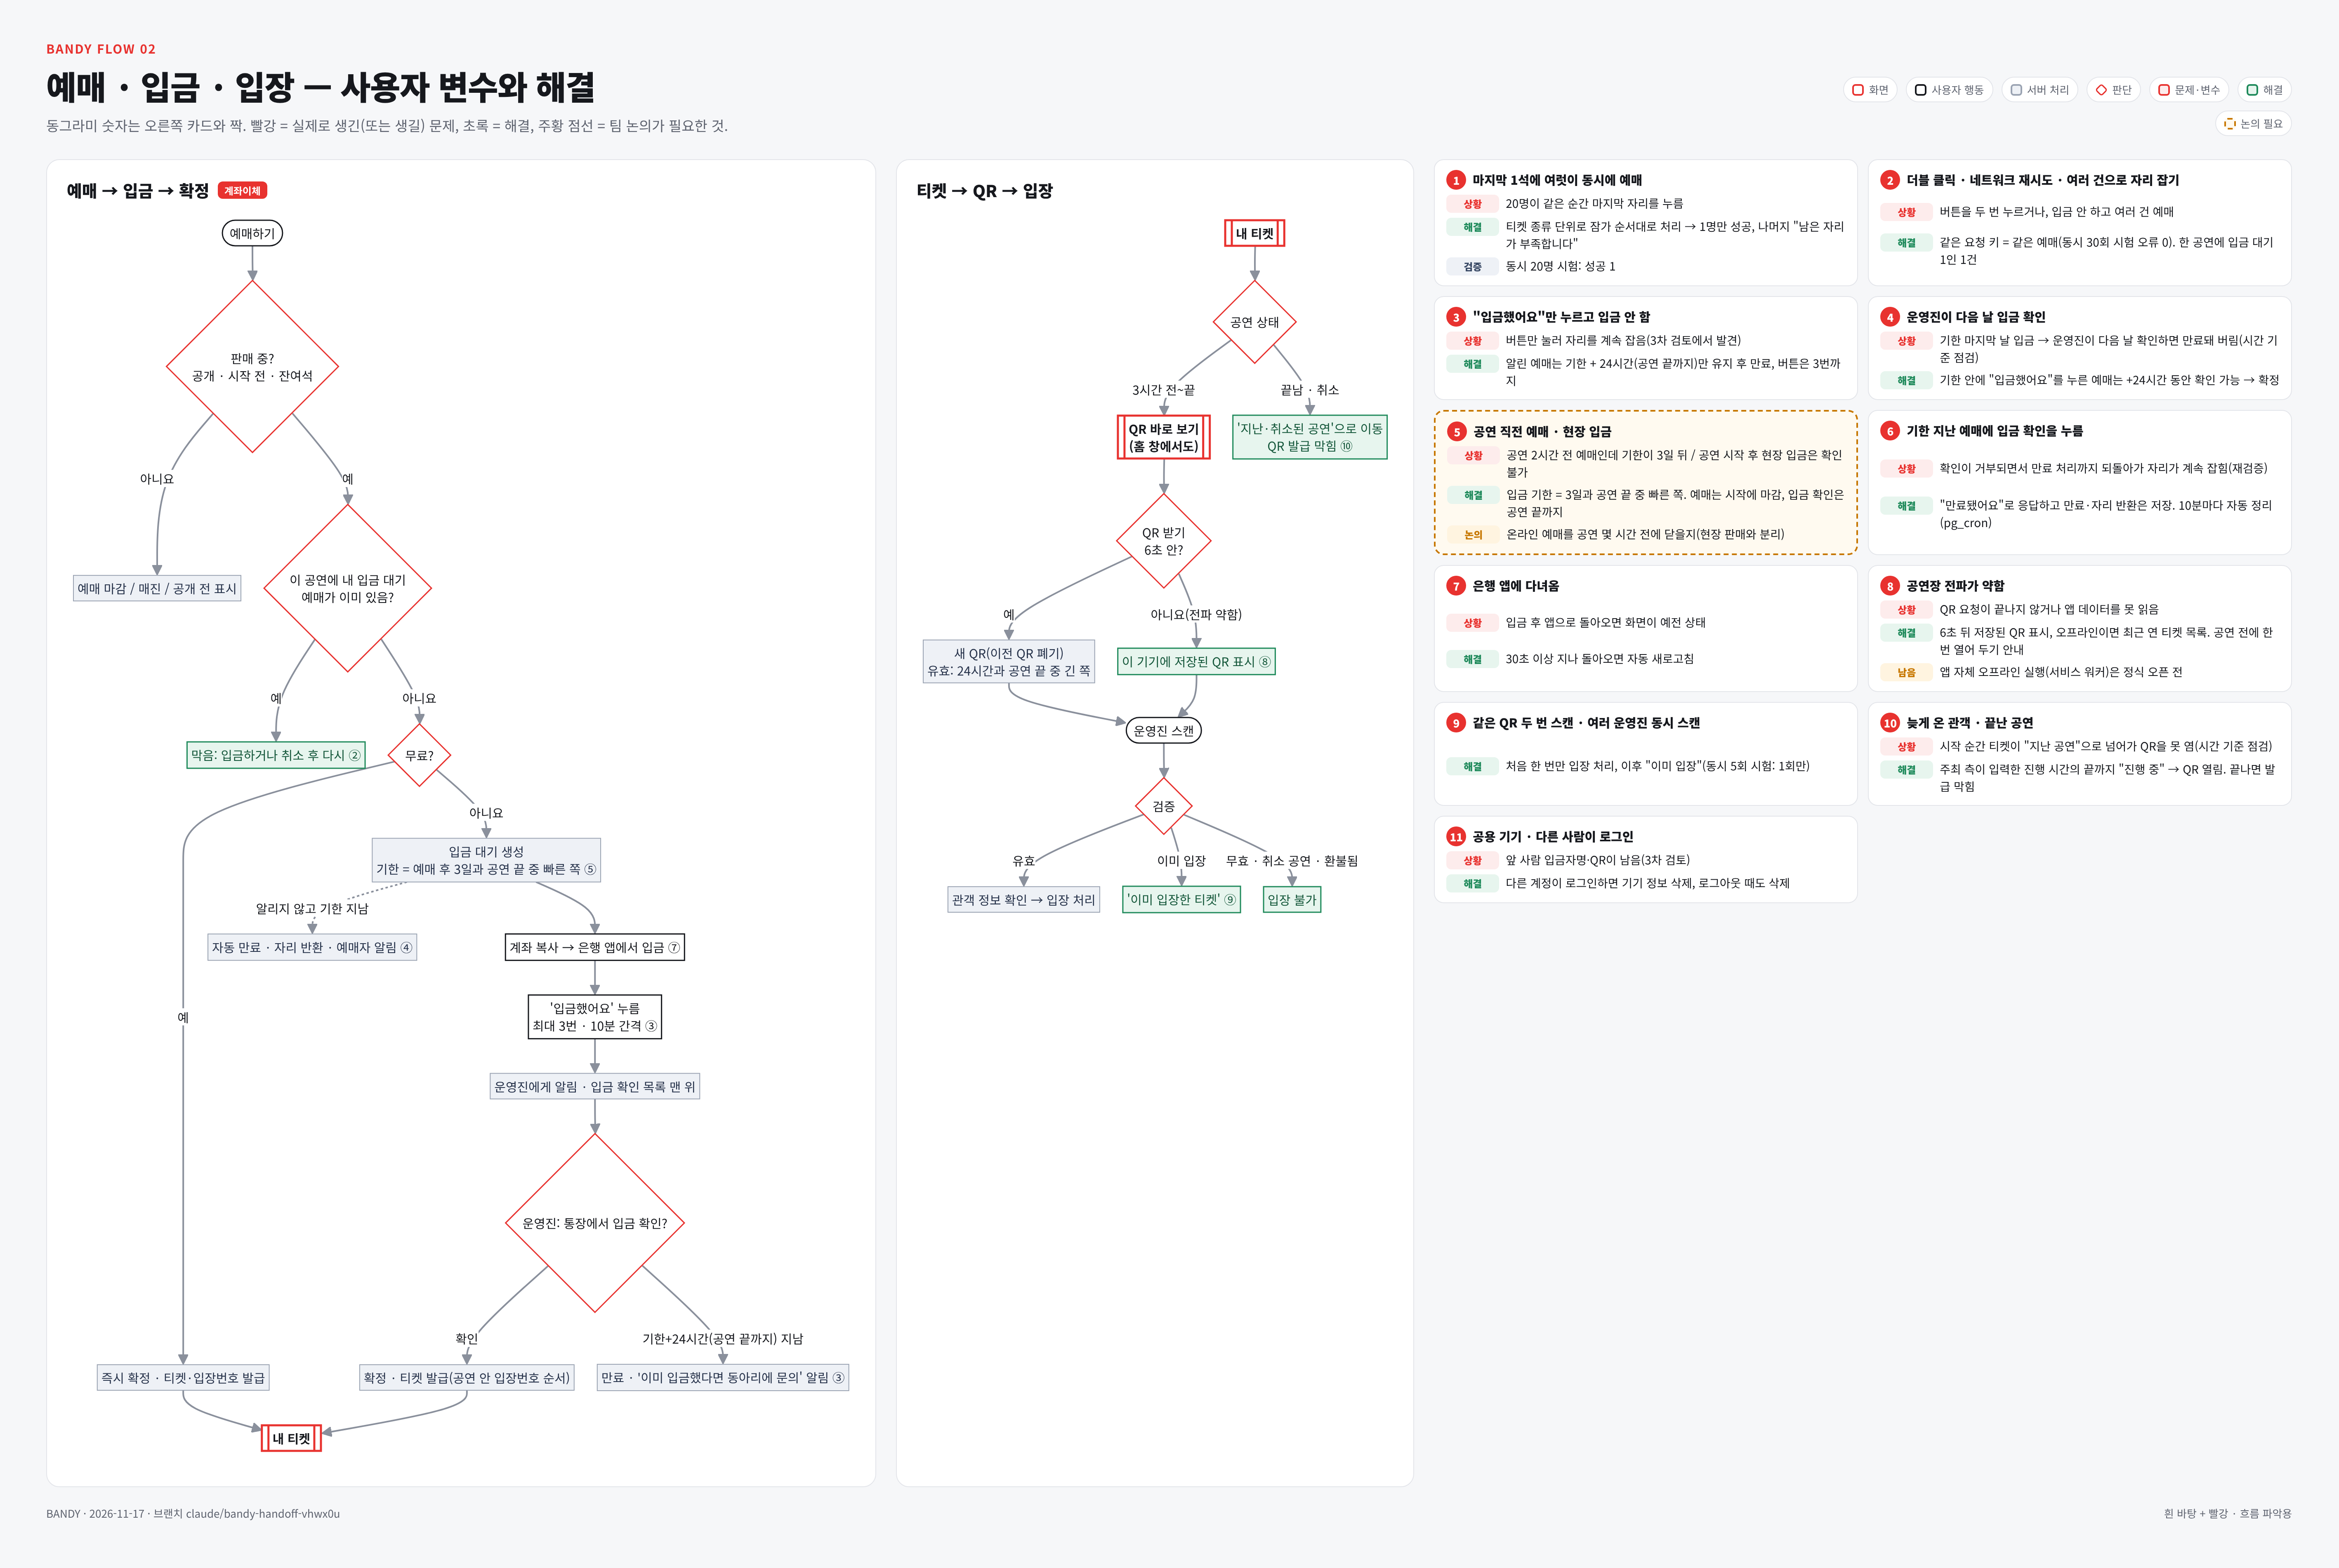 BANDY FLOW 02
예매 · 입금 · 입장 — 사용자 변수와 해결
동그라미 숫자는 오른쪽 카드와 짝. 빨강 = 실제로 생긴(또는 생길) 문제, 초록 = 해결, 주황 점선 = 팀 논의가 필요한 것.
화면
사용자 행동
서버 처리
판단
문제·변수
해결
논의 필요
예매 → 입금 → 확정
계좌이체
예매하기
판매 중?
공개 · 시작 전 · 잔여석
아니요
예
예매 마감 / 매진 / 공개 전 표시
이 공연에 내 입금 대기
예매가 이미 있음?
예
아니요
막음: 입금하거나 취소 후 다시 ②
무료?
아니요
입금 대기 생성
기한 = 예매 후 3일과 공연 끝 중 빠른 쪽 ⑤
알리지 않고 기한 지남
자동 만료 · 자리 반환 · 예매자 알림 ④
계좌 복사 → 은행 앱에서 입금 ⑦
'입금했어요' 누름
최대 3번 · 10분 간격 ③
예
운영진에게 알림 · 입금 확인 목록 맨 위
운영진: 통장에서 입금 확인?
확인
기한+24시간(공연 끝까지) 지남
즉시 확정 · 티켓·입장번호 발급
확정 · 티켓 발급(공연 안 입장번호 순서)
만료 · '이미 입금했다면 동아리에 문의' 알림 ③
내 티켓
티켓 → QR → 입장
내 티켓
공연 상태
3시간 전~끝
끝남 · 취소
QR 바로 보기
(홈 창에서도)
'지난·취소된 공연'으로 이동
QR 발급 막힘 ⑩
QR 받기
6초 안?
예
아니요(전파 약함)
새 QR(이전 QR 폐기)
유효: 24시간과 공연 끝 중 긴 쪽
이 기기에 저장된 QR 표시 ⑧
운영진 스캔
검증
유효
이미 입장
무효 · 취소 공연 · 환불됨
관객 정보 확인 → 입장 처리
'이미 입장한 티켓' ⑨
입장 불가
1 마지막 1석에 여럿이 동시에 예매
상황 20명이 같은 순간 마지막 자리를 누름
해결 티켓 종류 단위로 잠가 순서대로 처리 → 1명만 성공, 나머지 "남은 자리
가 부족합니다"
검증 동시 20명 시험: 성공 1
2 더블 클릭 · 네트워크 재시도 · 여러 건으로 자리 잡기
상황 버튼을 두 번 누르거나, 입금 안 하고 여러 건 예매
해결 같은 요청 키 = 같은 예매(동시 30회 시험 오류 0). 한 공연에 입금 대기
1인 1건
3 "입금했어요"만 누르고 입금 안 함
상황 버튼만 눌러 자리를 계속 잡음(3차 검토에서 발견)
해결 알린 예매는 기한 + 24시간(공연 끝까지)만 유지 후 만료, 버튼은 3번까
지
4 운영진이 다음 날 입금 확인
상황 기한 마지막 날 입금 → 운영진이 다음 날 확인하면 만료돼 버림(시간 기
준 점검)
해결 기한 안에 "입금했어요"를 누른 예매는 +24시간 동안 확인 가능 → 확정
5 공연 직전 예매 · 현장 입금
상황 공연 2시간 전 예매인데 기한이 3일 뒤 / 공연 시작 후 현장 입금은 확인
불가
해결 입금 기한 = 3일과 공연 끝 중 빠른 쪽. 예매는 시작에 마감, 입금 확인은
공연 끝까지
논의 온라인 예매를 공연 몇 시간 전에 닫을지(현장 판매와 분리)
6 기한 지난 예매에 입금 확인을 누름
상황 확인이 거부되면서 만료 처리까지 되돌아가 자리가 계속 잡힘(재검증)
해결 "만료됐어요"로 응답하고 만료·자리 반환은 저장. 10분마다 자동 정리
(pg_cron)
7 은행 앱에 다녀옴
상황 입금 후 앱으로 돌아오면 화면이 예전 상태
해결 30초 이상 지나 돌아오면 자동 새로고침
8 공연장 전파가 약함
상황 QR 요청이 끝나지 않거나 앱 데이터를 못 읽음
해결 6초 뒤 저장된 QR 표시, 오프라인이면 최근 연 티켓 목록. 공연 전에 한
번 열어 두기 안내
남음 앱 자체 오프라인 실행(서비스 워커)은 정식 오픈 전
9 같은 QR 두 번 스캔 · 여러 운영진 동시 스캔
해결 처음 한 번만 입장 처리, 이후 "이미 입장"(동시 5회 시험: 1회만)
10 늦게 온 관객 · 끝난 공연
상황 시작 순간 티켓이 "지난 공연"으로 넘어가 QR을 못 염(시간 기준 점검)
해결 주최 측이 입력한 진행 시간의 끝까지 "진행 중" → QR 열림. 끝나면 발
급 막힘
11 공용 기기 · 다른 사람이 로그인
상황 앞 사람 입금자명·QR이 남음(3차 검토)
해결 다른 계정이 로그인하면 기기 정보 삭제, 로그아웃 때도 삭제
BANDY · 2026-11-17 · 브랜치 claude/bandy-handoff-vhwx0u
흰 바탕 + 빨강 · 흐름 파악용